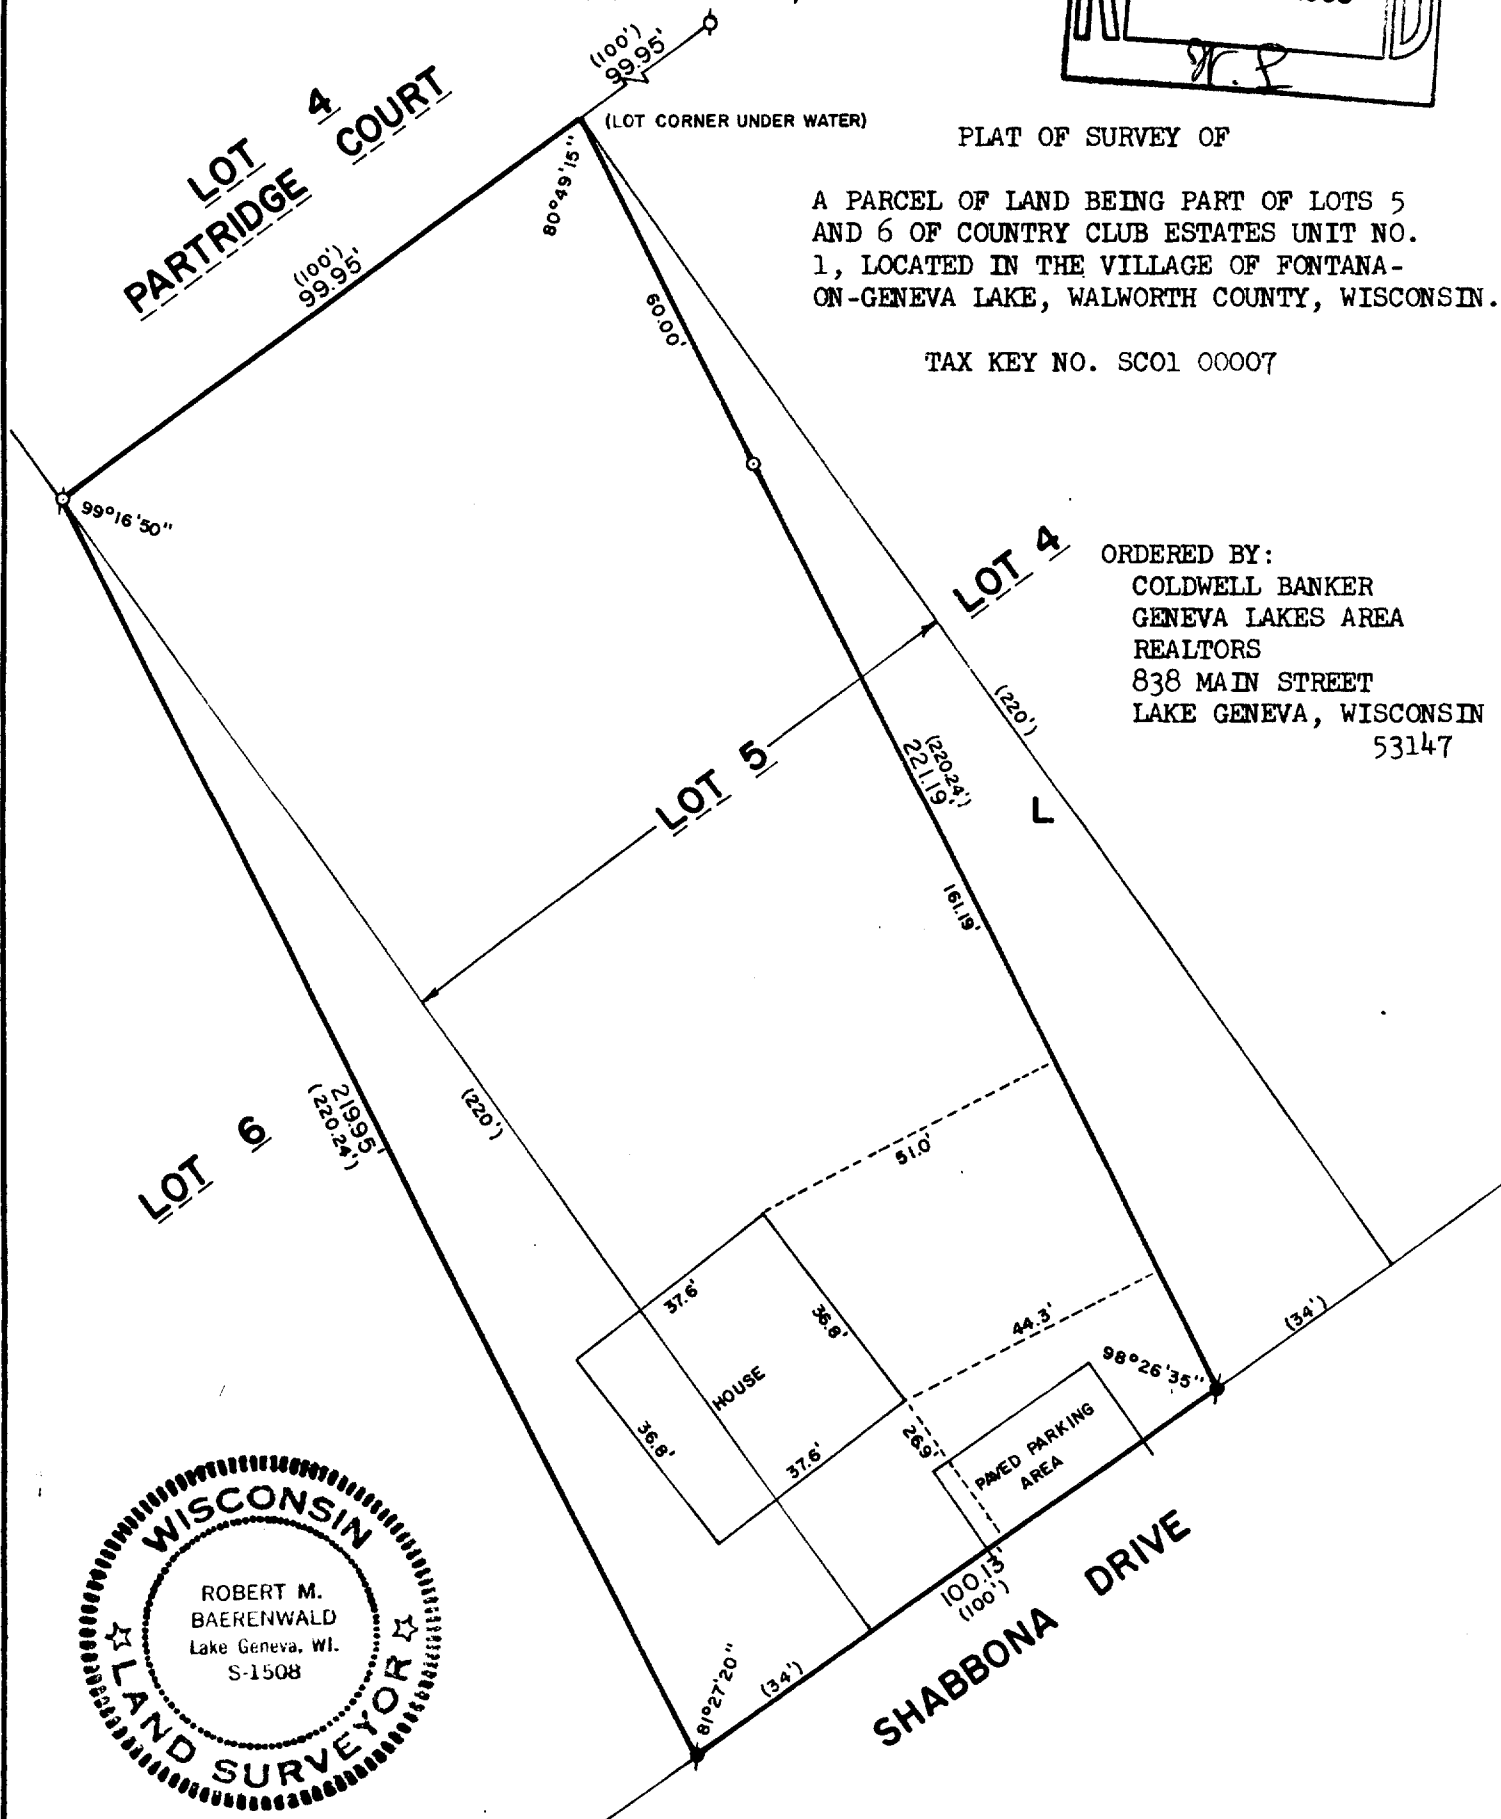 (100')
99.95'
LOT 4
PARTRIDGE COURT
(LOT CORNER UNDER WATER)
80°49'15"
(100')
99.95'
60.00'
99°16'50"
PLAT OF SURVEY OF
A PARCEL OF LAND BEING PART OF LOTS 5
AND 6 OF COUNTRY CLUB ESTATES UNIT NO.
1, LOCATED IN THE VILLAGE OF FONTANA-
ON-GENEVA LAKE, WALWORTH COUNTY, WISCONSIN.
TAX KEY NO. SCO1 00007
LOT 4
ORDERED BY:
COLDWELL BANKER
GENEVA LAKES AREA
REALTORS
838 MAIN STREET
LAKE GENEVA, WISCONSIN
53147
(220')
LOT 5
(220.24')
221.19'
L
161.19'
LOT 6
219.95'
(220.24')
(220')
51.0'
37.6'
36.8'
44.3'
(34')
98°26'35"
HOUSE
36.8'
37.6'
26.9'
PAVED PARKING
AREA
100.13'
(100')
SHABBONA DRIVE
(34')
81°27'20"
WISCONSIN
ROBERT M.
BAERENWALD
Lake Geneva, WI.
S-1508
LAND SURVEYOR